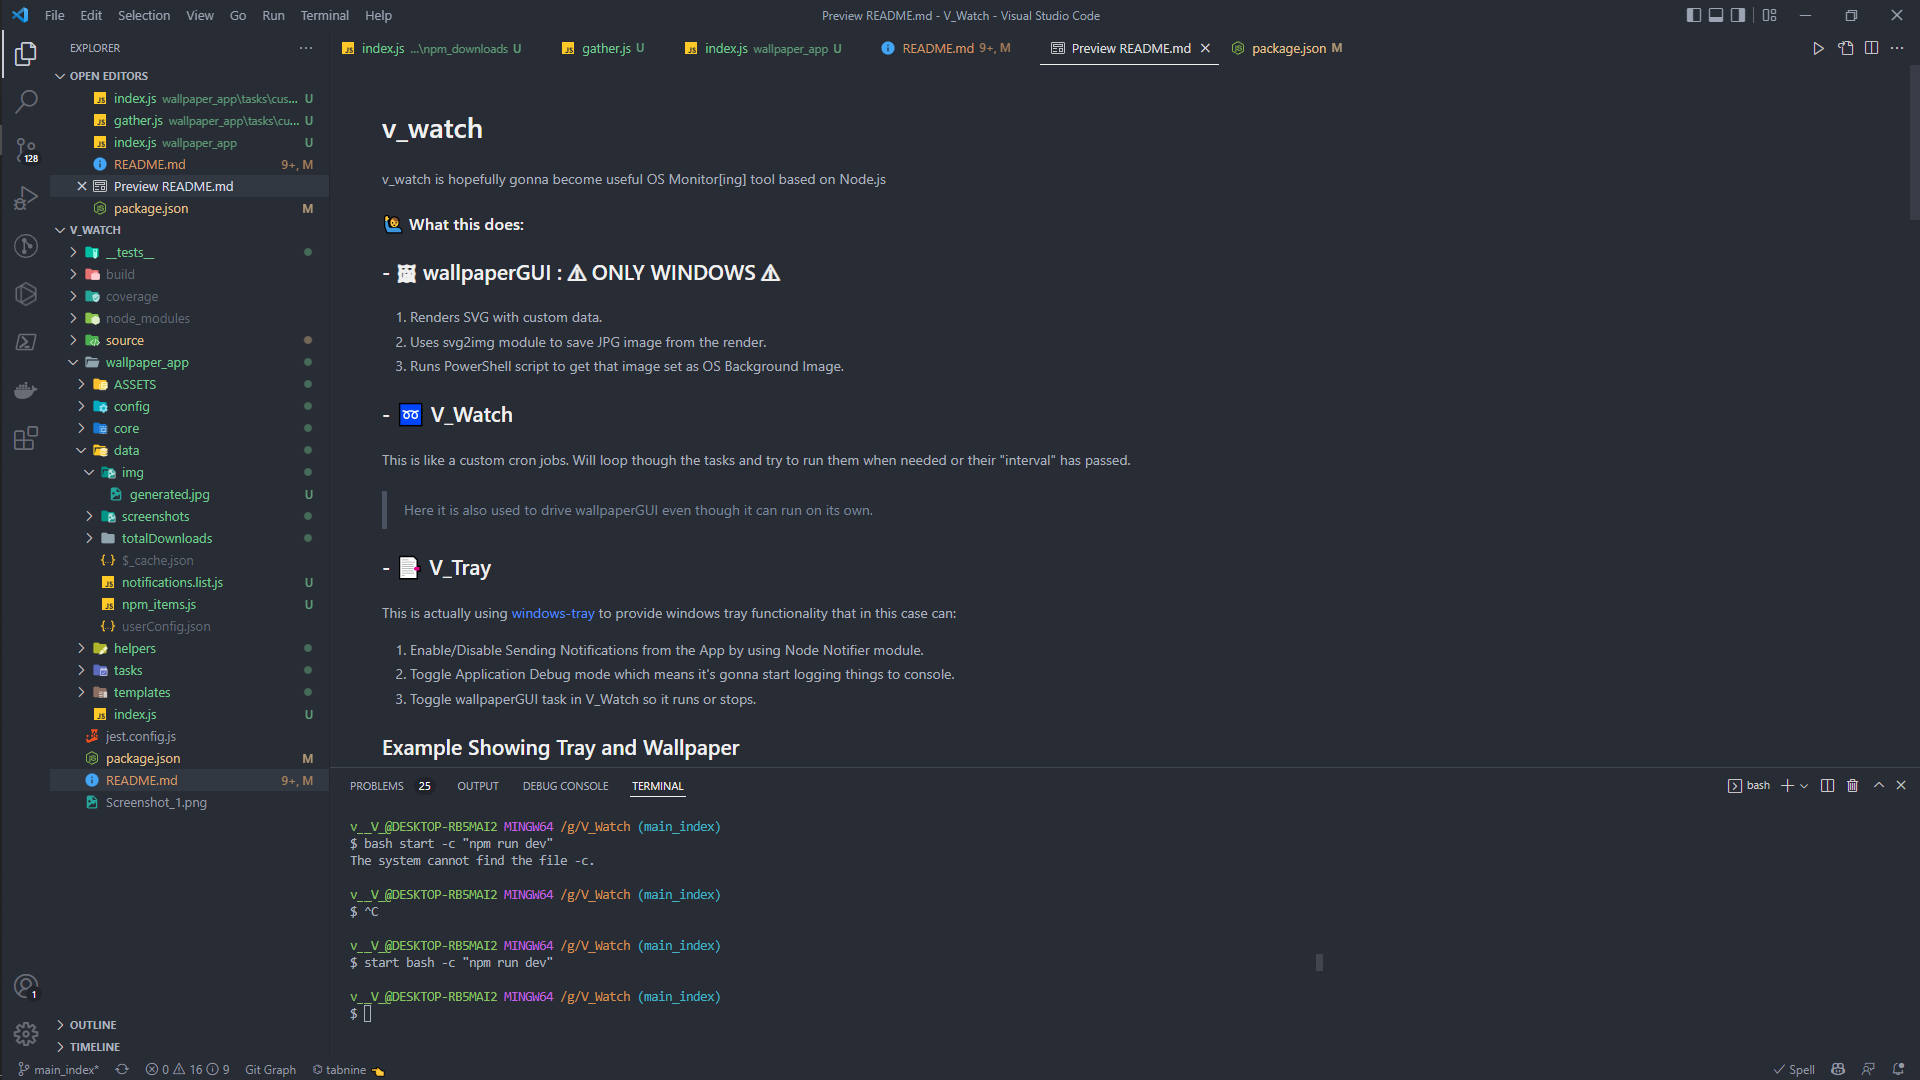 File Edit Selection View Go Run Terminal Help
Preview README.md - V_Watch - Visual Studio Code
EXPLORER
index.js ...\npm_downloads U
gather.js U
index.js wallpaper_app U
README.md 9+, M
Preview README.md
package.json M
OPEN EDITORS
index.js wallpaper_app\tasks\cus... U
gather.js wallpaper_app\tasks\cu... U
index.js wallpaper_app U
README.md 9+, M
Preview README.md
package.json M
V_WATCH
__tests__
build
coverage
node_modules
source
wallpaper_app
ASSETS
config
core
data
img
generated.jpg U
screenshots
totalDownloads
$_cache.json
notifications.list.js U
npm_items.js U
userConfig.json
helpers
tasks
templates
index.js U
jest.config.js
package.json M
README.md 9+, M
Screenshot_1.png
OUTLINE
TIMELINE
128
1
v_watch
v_watch is hopefully gonna become useful OS Monitor[ing] tool based on Node.js
What this does:
- wallpaperGUI : ⚠ ONLY WINDOWS ⚠
1. Renders SVG with custom data.
2. Uses svg2img module to save JPG image from the render.
3. Runs PowerShell script to get that image set as OS Background Image.
- V_Watch
This is like a custom cron jobs. Will loop though the tasks and try to run them when needed or their "interval" has passed.
Here it is also used to drive wallpaperGUI even though it can run on its own.
- V_Tray
This is actually using windows-tray to provide windows tray functionality that in this case can:
1. Enable/Disable Sending Notifications from the App by using Node Notifier module.
2. Toggle Application Debug mode which means it's gonna start logging things to console.
3. Toggle wallpaperGUI task in V_Watch so it runs or stops.
Example Showing Tray and Wallpaper
PROBLEMS 25 OUTPUT DEBUG CONSOLE TERMINAL
bash
v__V_@DESKTOP-RB5MAI2 MINGW64 /g/V_Watch (main_index)
$ bash start -c "npm run dev"
The system cannot find the file -c.
v__V_@DESKTOP-RB5MAI2 MINGW64 /g/V_Watch (main_index)
$ ^C
v__V_@DESKTOP-RB5MAI2 MINGW64 /g/V_Watch (main_index)
$ start bash -c "npm run dev"
v__V_@DESKTOP-RB5MAI2 MINGW64 /g/V_Watch (main_index)
$
main_index* 0 16 9 Git Graph tabnine
Spell